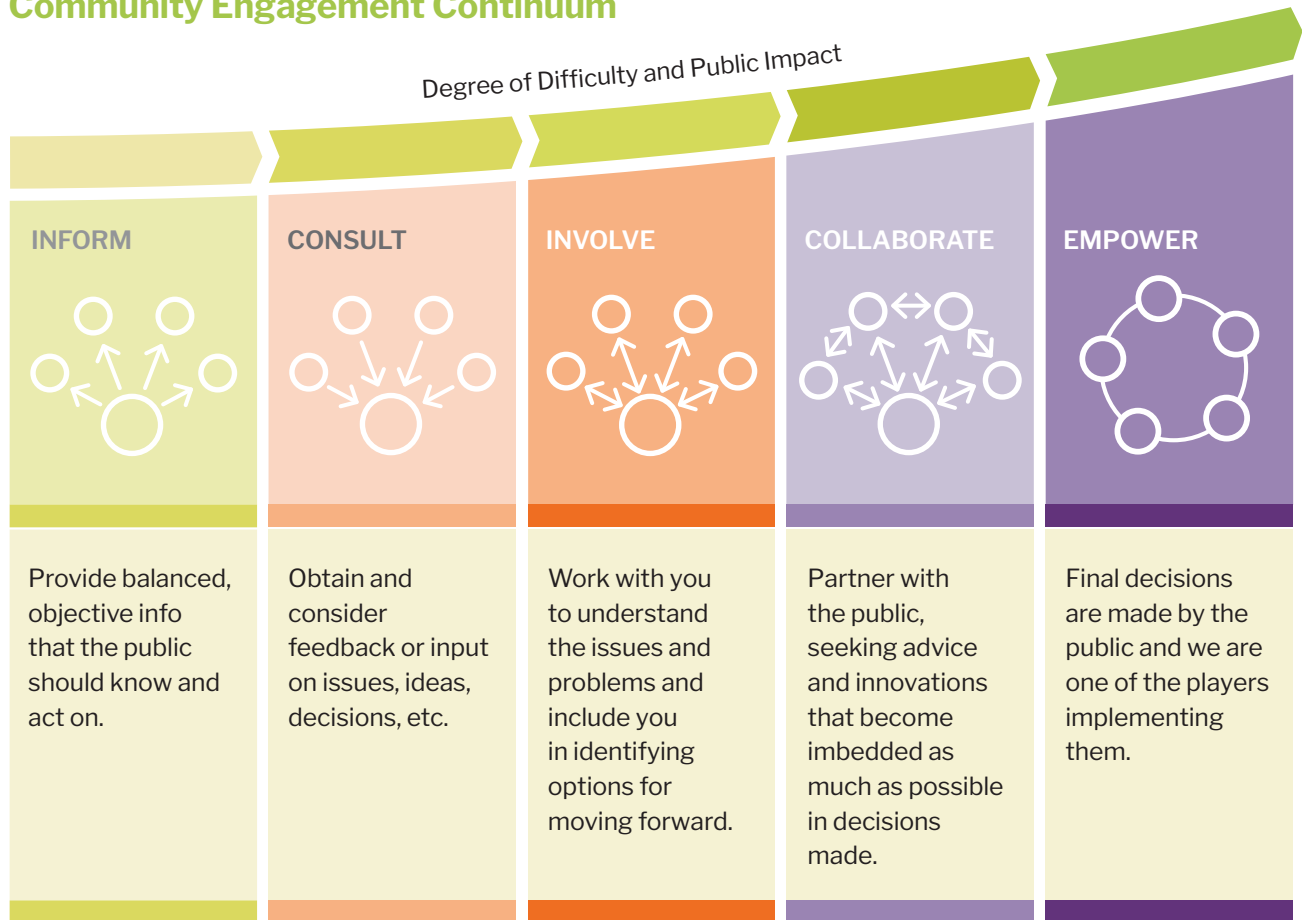 Community Engagement Continuum
Degree of Difficulty and Public Impact
INFORM
Provide balanced,
objective info
that the public
should know and
act on.
CONSULT
Obtain and
consider
feedback or input
on issues, ideas,
decisions, etc.
INVOLVE
Work with you
to understand
the issues and
problems and
include you
in identifying
options for
moving forward.
COLLABORATE
Partner with
the public,
seeking advice
and innovations
that become
imbedded as
much as possible
in decisions
made.
EMPOWER
Final decisions
are made by the
public and we are
one of the players
implementing
them.